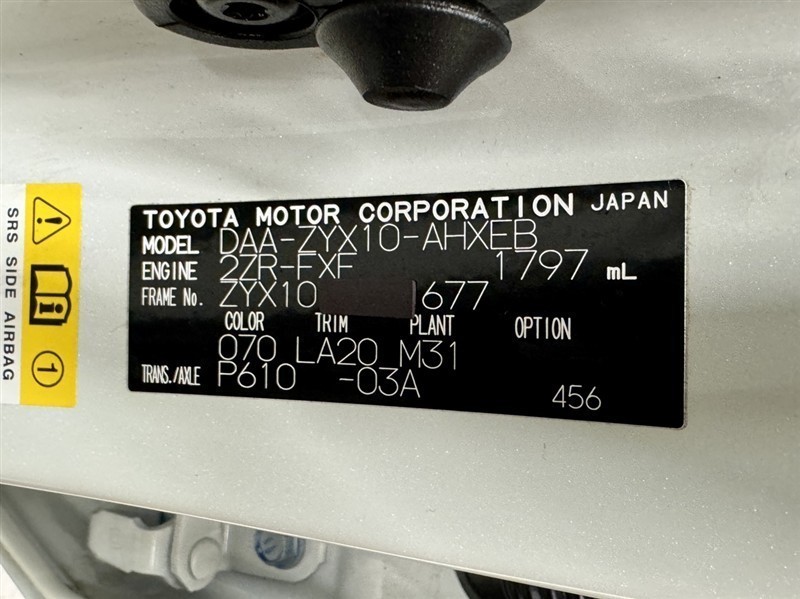 TOYOTA MOTOR CORPORATION JAPAN
MODEL DAA-ZYX10-AHXEB
ENGINE 2ZR-FXF 1797 mL
FRAME No. ZYX10 677
COLOR TRIM PLANT OPTION
070 LA20 M31
TRANS./AXLE P610 -03A
456
SRS SIDE AIRBAG
1